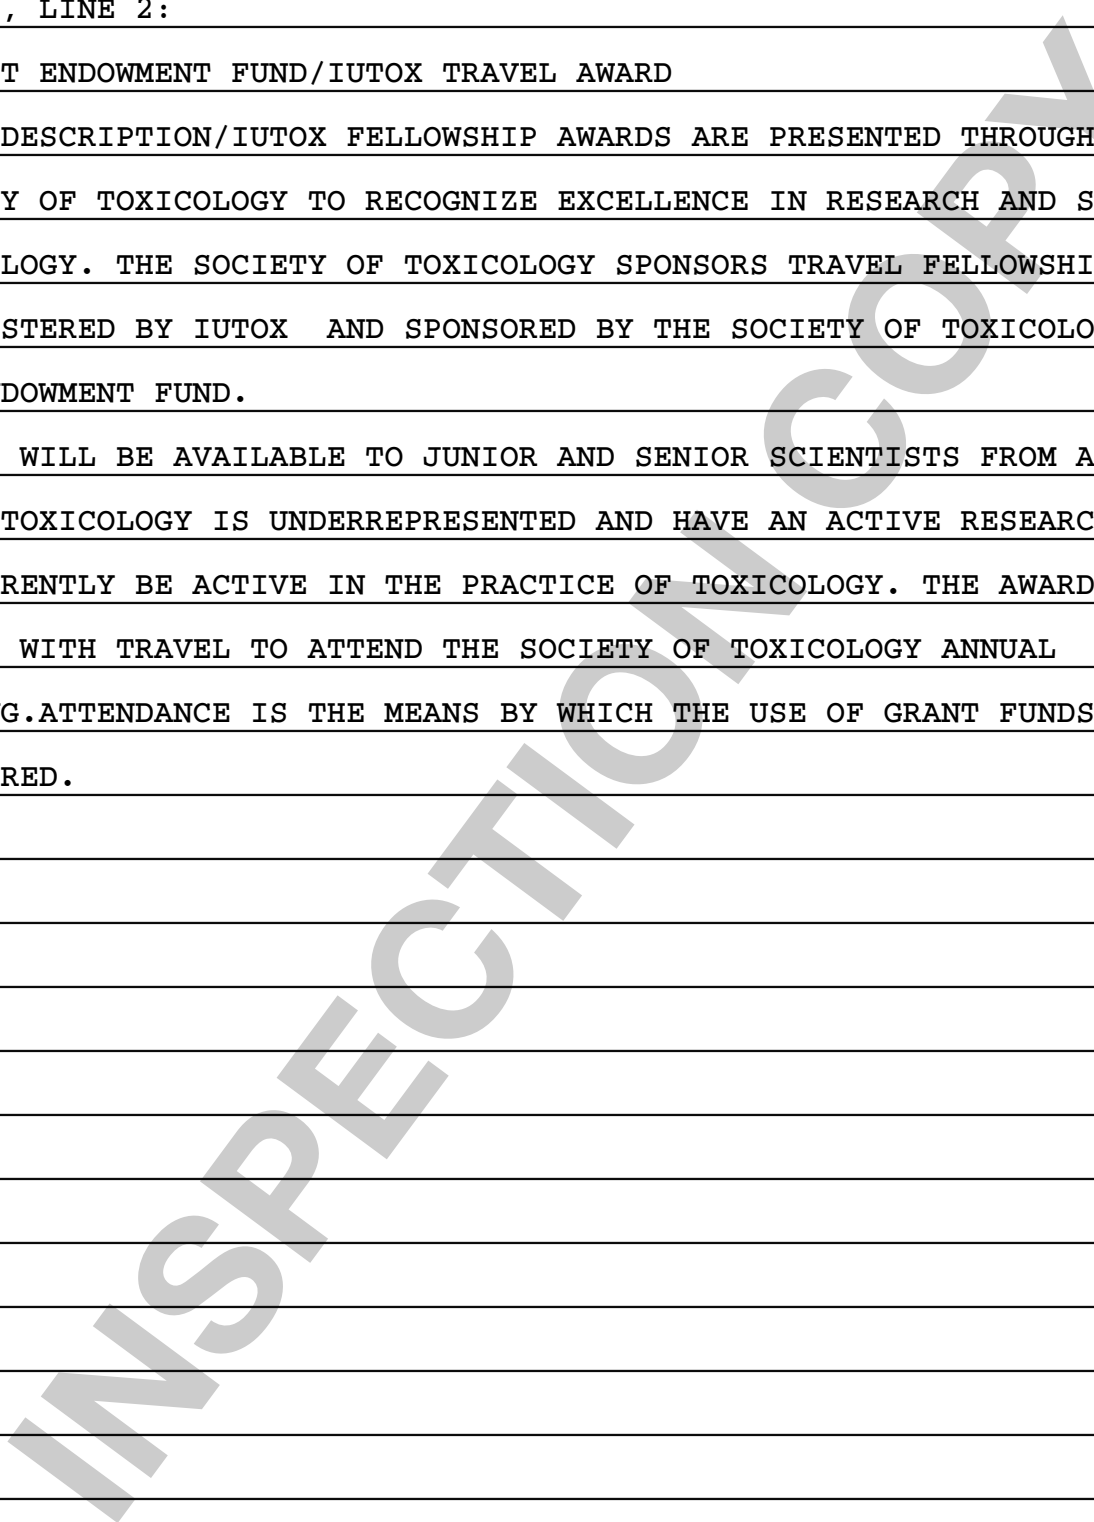 , LINE 2:
T ENDOWMENT FUND/IUTOX TRAVEL AWARD
DESCRIPTION/IUTOX FELLOWSHIP AWARDS ARE PRESENTED THROUGH
Y OF TOXICOLOGY TO RECOGNIZE EXCELLENCE IN RESEARCH AND S
LOGY. THE SOCIETY OF TOXICOLOGY SPONSORS TRAVEL FELLOWSHI
STERED BY IUTOX  AND SPONSORED BY THE SOCIETY OF TOXICOLO
DOWMENT FUND.
WILL BE AVAILABLE TO JUNIOR AND SENIOR SCIENTISTS FROM A
TOXICOLOGY IS UNDERREPRESENTED AND HAVE AN ACTIVE RESEARC
RENTLY BE ACTIVE IN THE PRACTICE OF TOXICOLOGY. THE AWARD
WITH TRAVEL TO ATTEND THE SOCIETY OF TOXICOLOGY ANNUAL
G.ATTENDANCE IS THE MEANS BY WHICH THE USE OF GRANT FUNDS
RED.
INSPECTION COPY